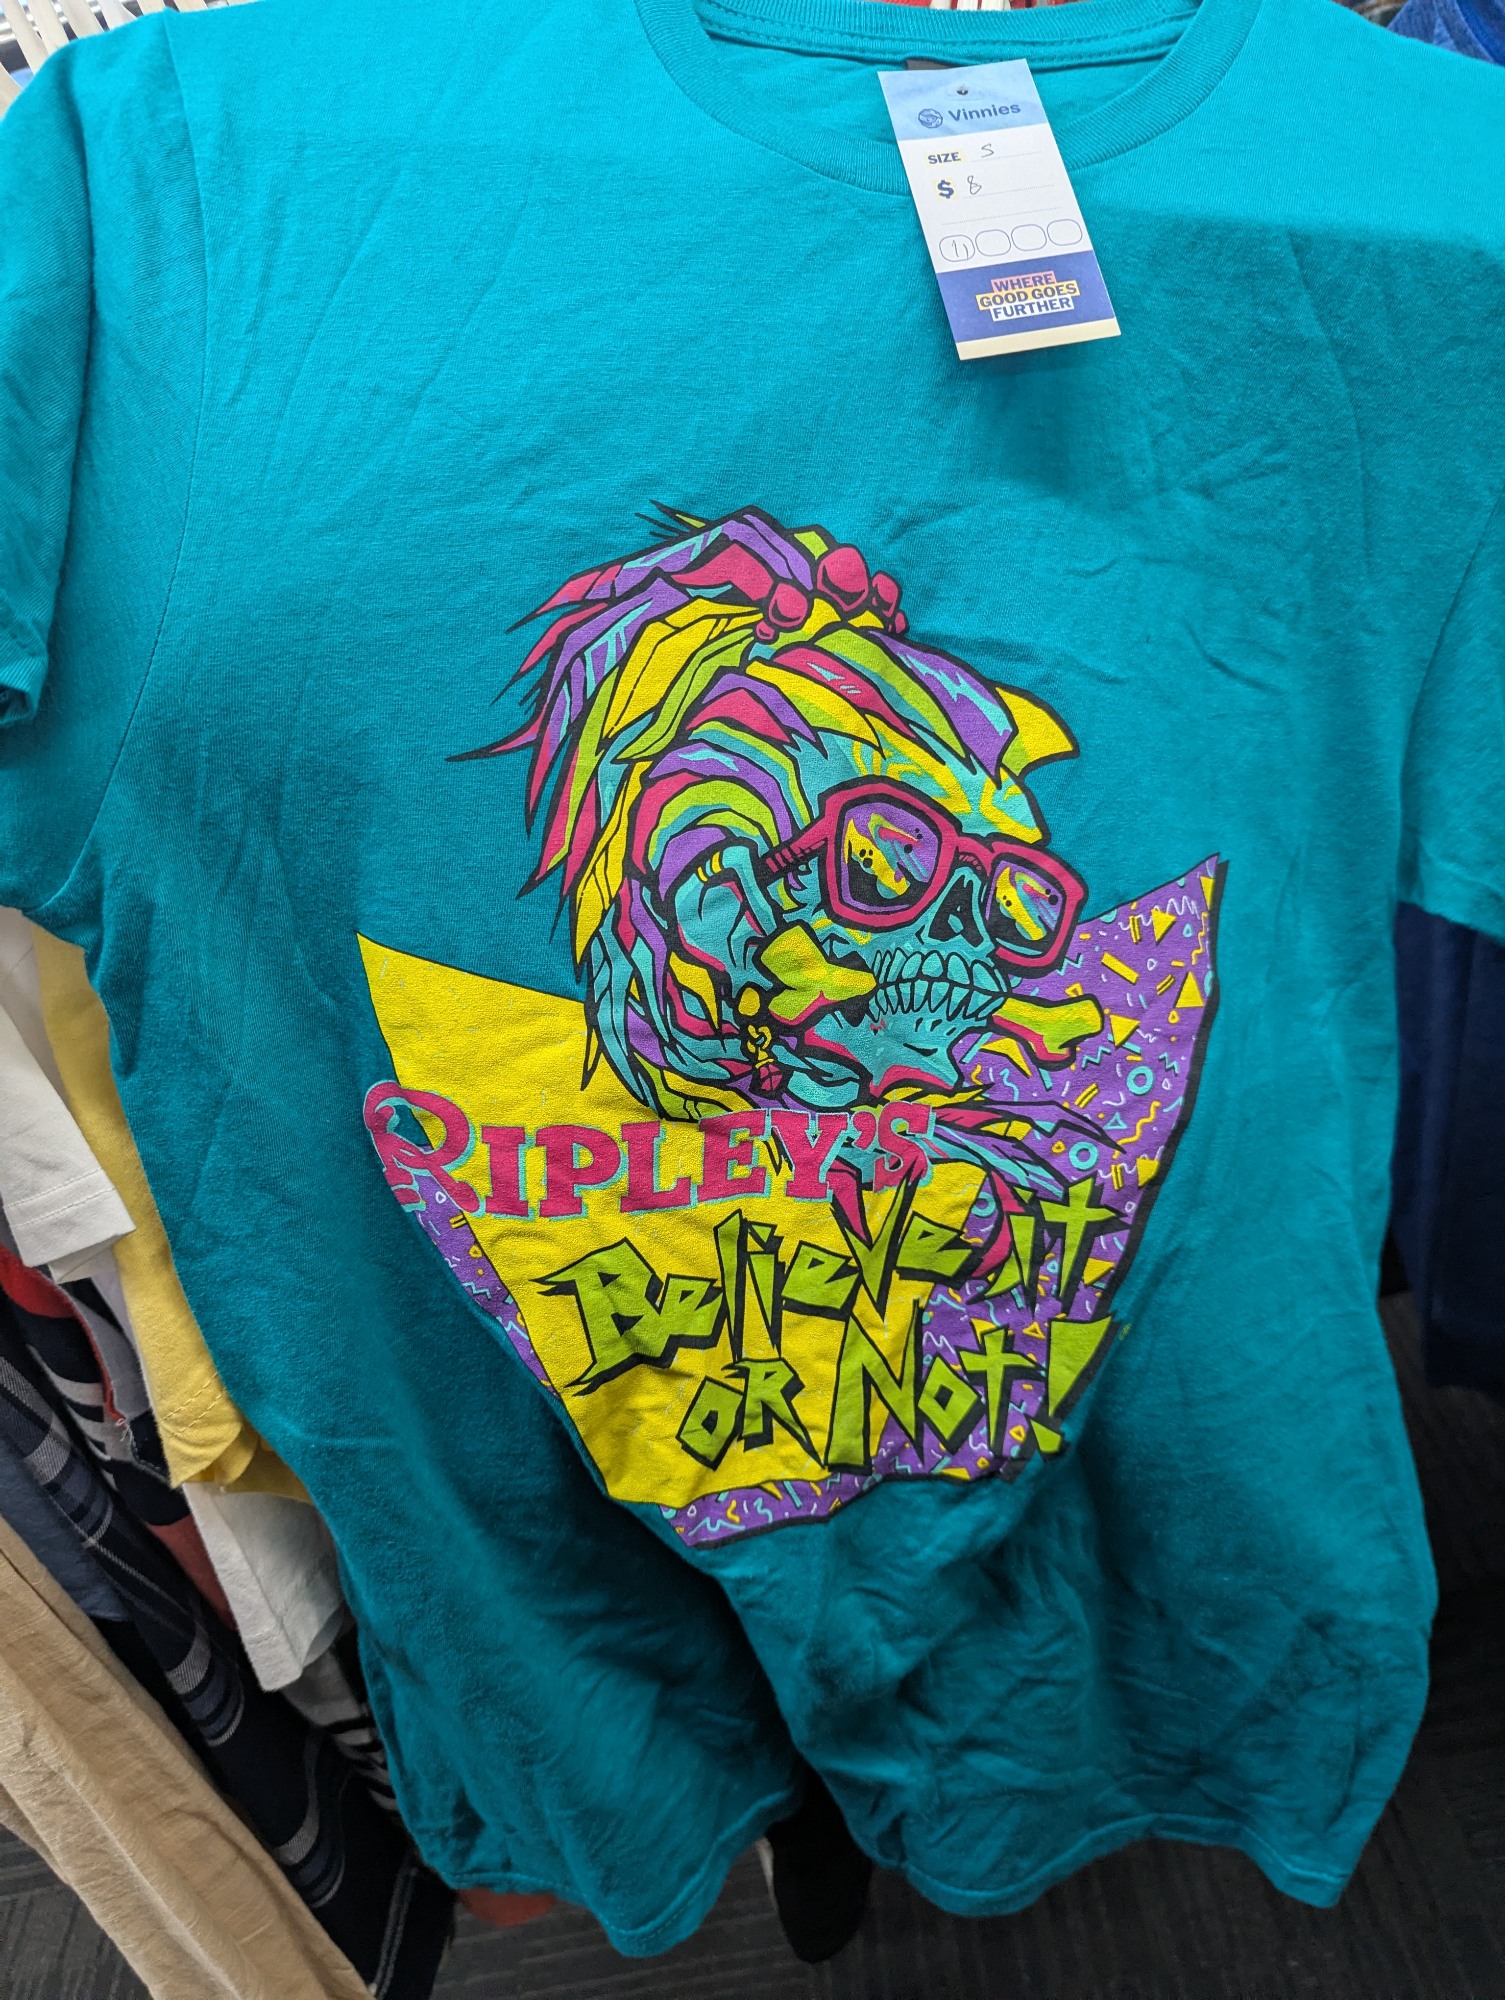 Vinnies
SIZE S
$ 8
WHERE
GOOD GOES
FURTHER
RIPLEY'S
Believe it
OR Not!